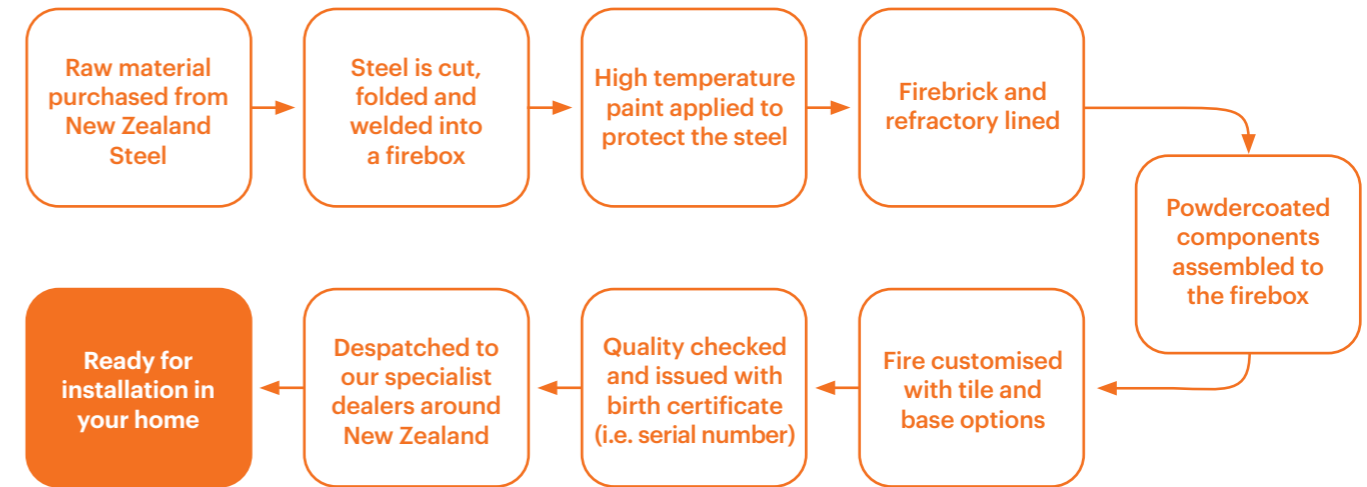 Raw material
purchased from
New Zealand
Steel
Steel is cut,
folded and
welded into
a firebox
High temperature
paint applied to
protect the steel
Firebrick and
refractory lined
Powdercoated
components
assembled to
the firebox
Fire customised
with tile and
base options
Quality checked
and issued with
birth certificate
(i.e. serial number)
Despatched to
our specialist
dealers around
New Zealand
Ready for
installation in
your home